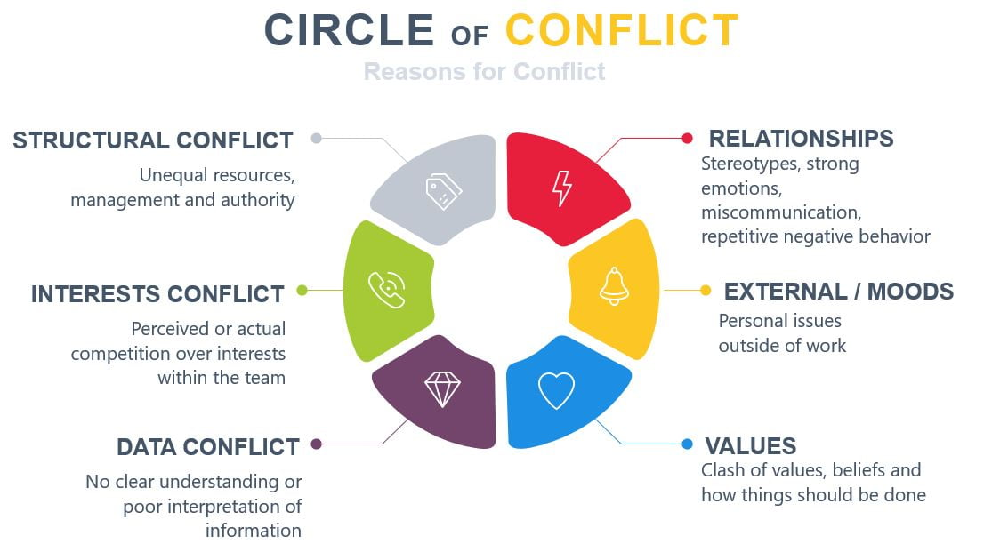 CIRCLE OF CONFLICT
Reasons for Conflict
STRUCTURAL CONFLICT
Unequal resources,
management and authority
INTERESTS CONFLICT
Perceived or actual
competition over interests
within the team
DATA CONFLICT
No clear understanding or
poor interpretation of
information
RELATIONSHIPS
Stereotypes, strong
emotions,
miscommunication,
repetitive negative behavior
EXTERNAL / MOODS
Personal issues
outside of work
VALUES
Clash of values, beliefs and
how things should be done